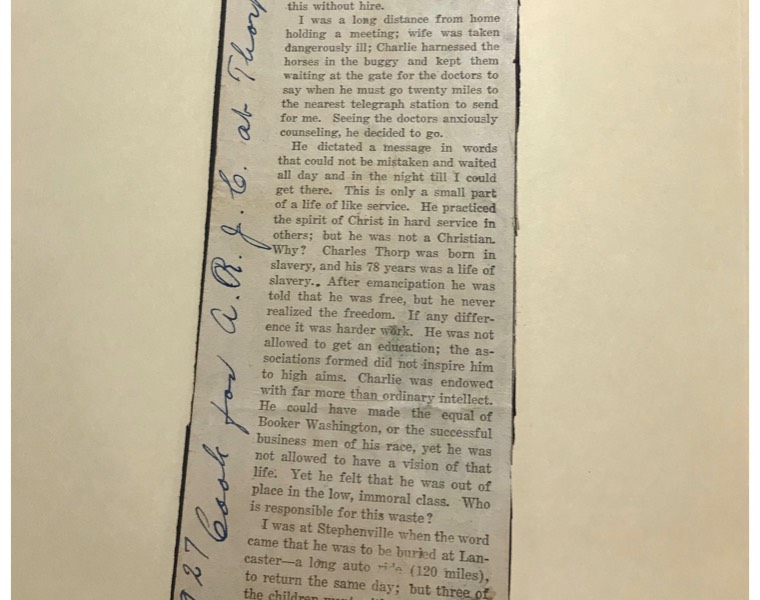 this without hire.
I was a long distance from home
holding a meeting; wife was taken
dangerously ill; Charlie harnessed the
horses in the buggy and kept them
waiting at the gate for the doctors to
say when he must go twenty miles to
the nearest telegraph station to send
for me. Seeing the doctors anxiously
counseling, he decided to go.
He dictated a message in words
that could not be mistaken and waited
all day and in the night till I could
get there. This is only a small part
of a life of like service. He practiced
the spirit of Christ in hard service in
others; but he was not a Christian.
Why? Charles Thorp was born in
slavery, and his 78 years was a life of
slavery.. After emancipation he was
told that he was free, but he never
realized the freedom. If any differ-
ence it was harder work. He was not
allowed to get an education; the as-
sociations formed did not inspire him
to high aims. Charlie was endowed
with far more than ordinary intellect.
He could have made the equal of
Booker Washington, or the successful
business men of his race, yet he was
not allowed to have a vision of that
life. Yet he felt that he was out of
place in the low, immoral class. Who
is responsible for this waste?
I was at Stephenville when the word
came that he was to be buried at Lan-
caster—a long auto (120 miles),
to return the same day; but three of
the children
927 Cook for A. R. J. C. at Thorp